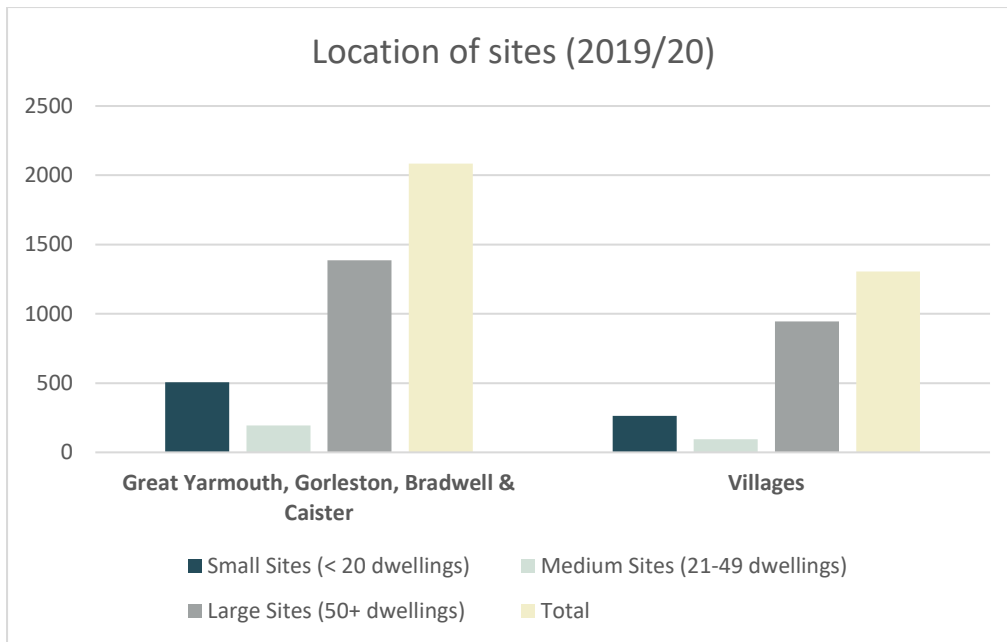 Location of sites (2019/20)
2500
2000
1500
1000
500
0
Great Yarmouth, Gorleston, Bradwell &
Caister
Villages
Small Sites (< 20 dwellings)
Medium Sites (21-49 dwellings)
Large Sites (50+ dwellings)
Total